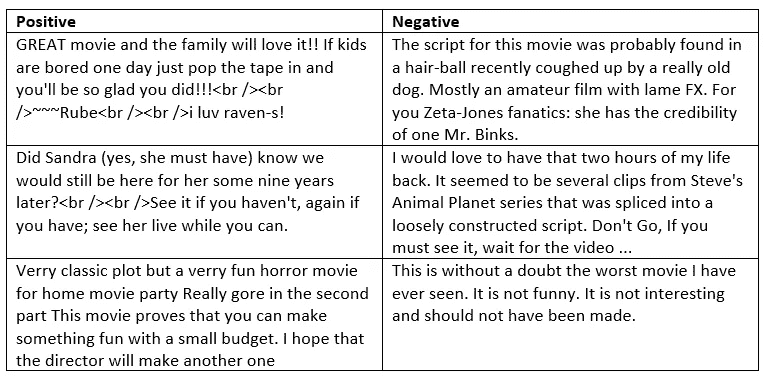 Positive
Negative
GREAT movie and the family will love it!! If kids
are bored one day just pop the tape in and
you'll be so glad you did!!!<br /><br
/>~~~Rube<br /><br />i luv raven-s!
The script for this movie was probably found in
a hair-ball recently coughed up by a really old
dog. Mostly an amateur film with lame FX. For
you Zeta-Jones fanatics: she has the credibility
of one Mr. Binks.
Did Sandra (yes, she must have) know we
would still be here for her some nine years
later?<br /><br />See it if you haven't, again if
you have; see her live while you can.
I would love to have that two hours of my life
back. It seemed to be several clips from Steve's
Animal Planet series that was spliced into a
loosely constructed script. Don't Go, If you
must see it, wait for the video ...
Verry classic plot but a verry fun horror movie
for home movie party Really gore in the second
part This movie proves that you can make
something fun with a small budget. I hope that
the director will make another one
This is without a doubt the worst movie I have
ever seen. It is not funny. It is not interesting
and should not have been made.